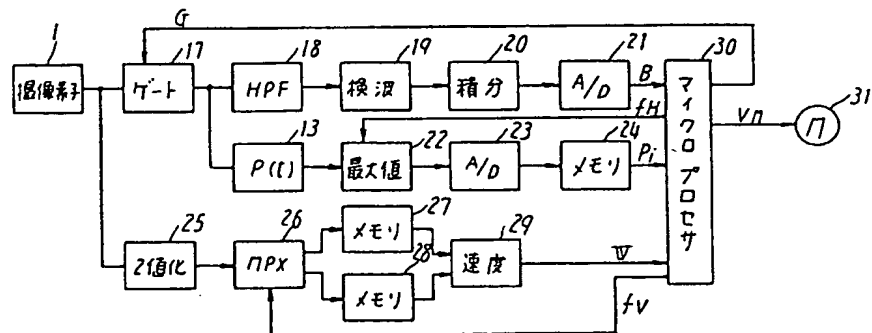 G
1
17
18
19
20
21
30
撮像素子
ゲート
HPF
検波
積分
A/D
B
マイクロプロセサ
fH
31
13
22
23
24
Vn
P(t)
最大値
A/D
メモリ
Pi
25
26
27
28
29
2値化
MPX
メモリ
メモリ
速度
V
fV
M